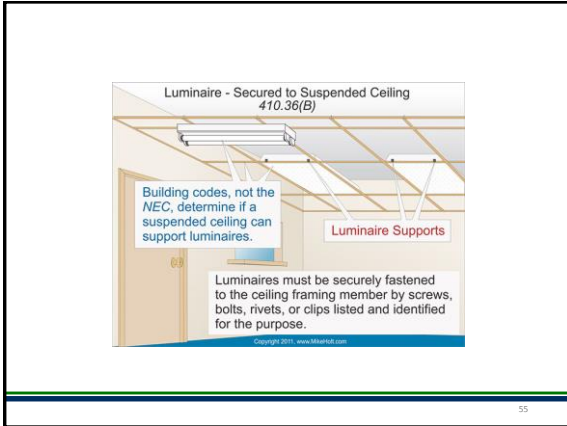 Luminaire - Secured to Suspended Ceiling
410.36(B)
Building codes, not the
NEC, determine if a
suspended ceiling can
support luminaires.
Luminaire Supports
Luminaires must be securely fastened
to the ceiling framing member by screws,
bolts, rivets, or clips listed and identified
for the purpose.
Copyright 2011, www.MikeHolt.com
55